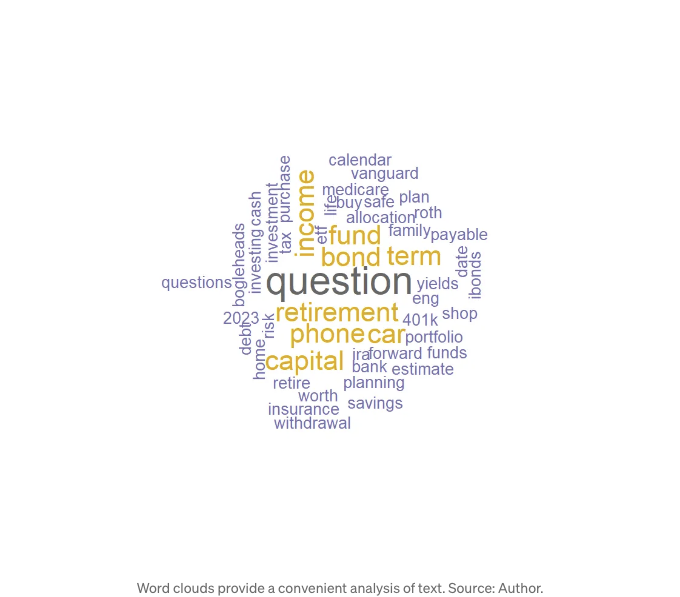 calendar
vanguard
purchase
income
medicare
life
buy
safe
plan
investment
cash
allocation
roth
tax
etf
fund
family
payable
bogleheads
investing
bond
term
date
ibonds
questions
question
yields
eng
2023
risk
retirement
401k
shop
debt
phone
car
portfolio
home
capital
ira
forward
funds
bank
estimate
retire
planning
worth
insurance
savings
withdrawal
Word clouds provide a convenient analysis of text. Source: Author.